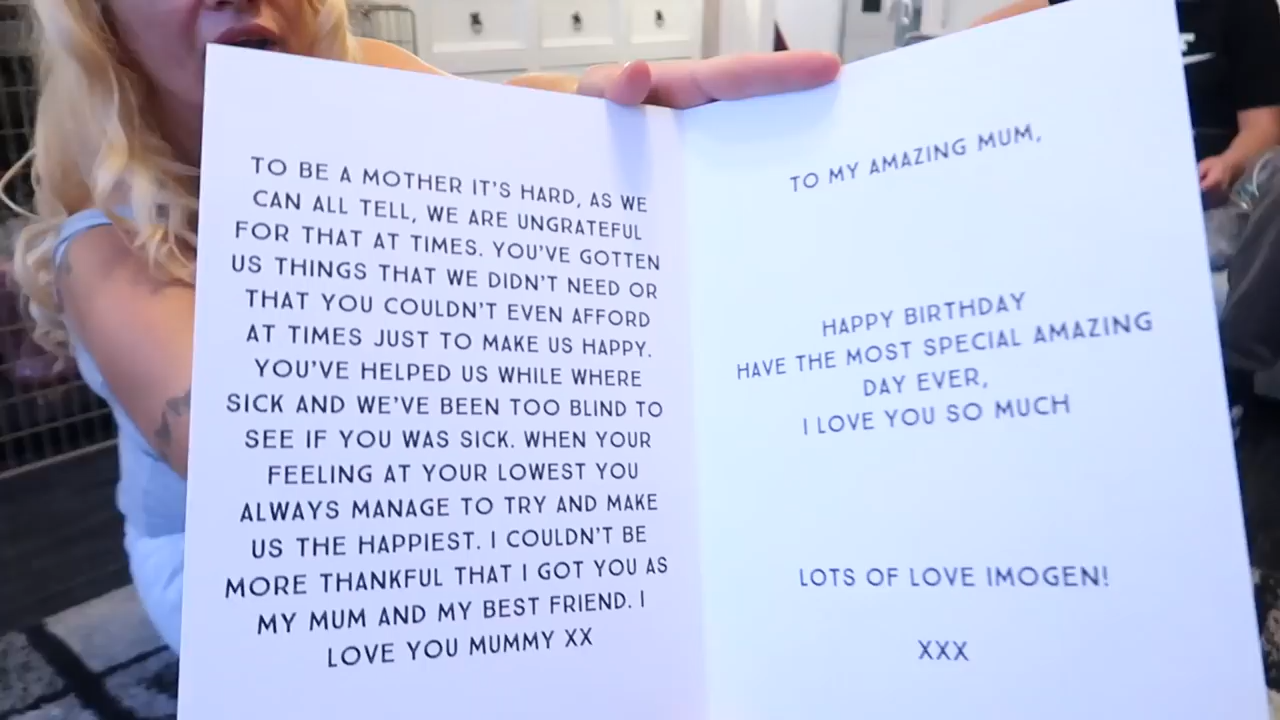 TO BE A MOTHER IT'S HARD, AS WE
CAN ALL TELL, WE ARE UNGRATEFUL
FOR THAT AT TIMES. YOU'VE GOTTEN
US THINGS THAT WE DIDN'T NEED OR
THAT YOU COULDN'T EVEN AFFORD
AT TIMES JUST TO MAKE US HAPPY.
YOU'VE HELPED US WHILE WHERE
SICK AND WE'VE BEEN TOO BLIND TO
SEE IF YOU WAS SICK. WHEN YOUR
FEELING AT YOUR LOWEST YOU
ALWAYS MANAGE TO TRY AND MAKE
US THE HAPPIEST. I COULDN'T BE
MORE THANKFUL THAT I GOT YOU AS
MY MUM AND MY BEST FRIEND. I
LOVE YOU MUMMY XX
TO MY AMAZING MUM,
HAPPY BIRTHDAY
HAVE THE MOST SPECIAL AMAZING
DAY EVER,
I LOVE YOU SO MUCH
LOTS OF LOVE IMOGEN!
XXX